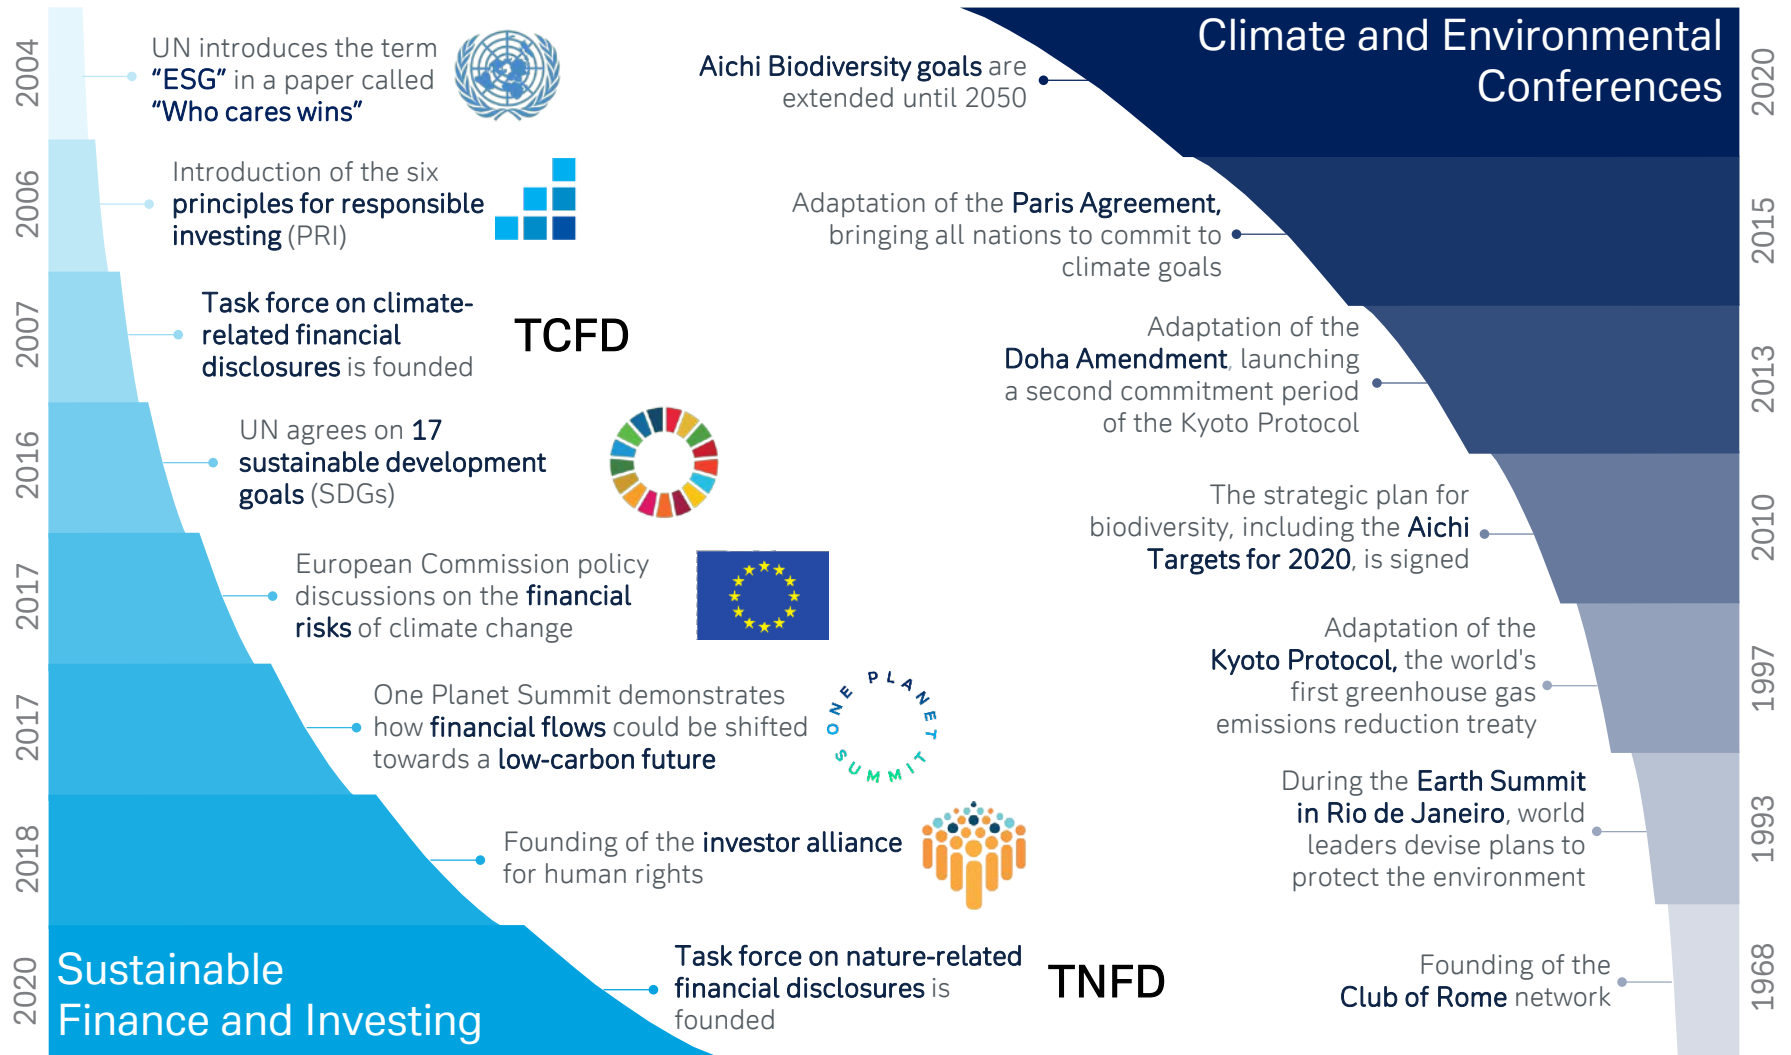 2004
UN introduces the term
“ESG” in a paper called
“Who cares wins”
2006
Introduction of the six
principles for responsible
investing (PRI)
2007
Task force on climate-
related financial
disclosures is founded
TCFD
2016
UN agrees on 17
sustainable development
goals (SDGs)
2017
European Commission policy
discussions on the financial
risks of climate change
2017
One Planet Summit demonstrates
how financial flows could be shifted
towards a low-carbon future
ONE PLANET SUMMIT
2018
Founding of the investor alliance
for human rights
2020
Sustainable
Finance and Investing
Task force on nature-related
financial disclosures is
founded
TNFD
Climate and Environmental
Conferences
2020
Aichi Biodiversity goals are
extended until 2050
2015
Adaptation of the Paris Agreement,
bringing all nations to commit to
climate goals
2013
Adaptation of the
Doha Amendment, launching
a second commitment period
of the Kyoto Protocol
2010
The strategic plan for
biodiversity, including the Aichi
Targets for 2020, is signed
1997
Adaptation of the
Kyoto Protocol, the world's
first greenhouse gas
emissions reduction treaty
1993
During the Earth Summit
in Rio de Janeiro, world
leaders devise plans to
protect the environment
1968
Founding of the
Club of Rome network